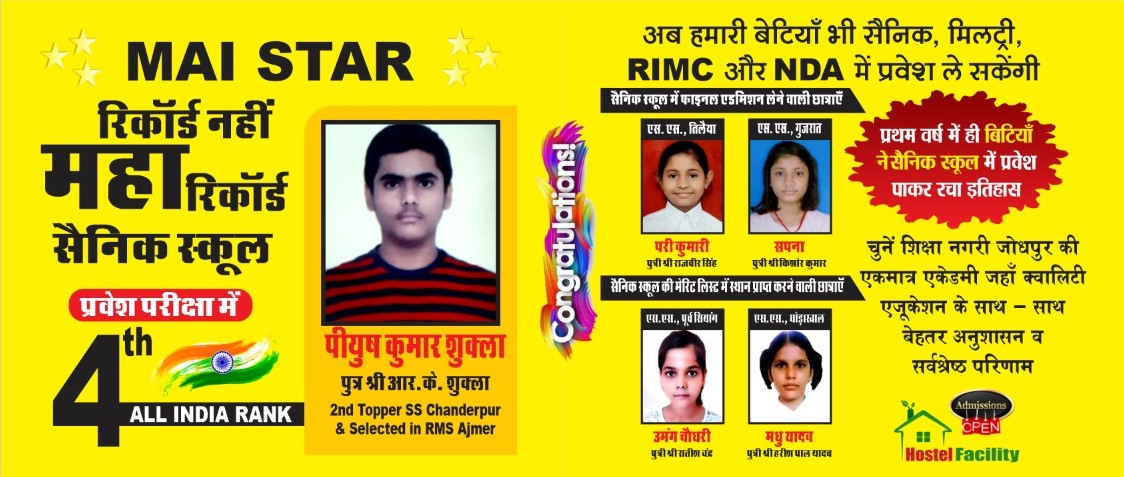 MAI STAR
रिकॉर्ड नहीं
महा रिकॉर्ड
सैनिक स्कूल
प्रवेश परीक्षा में
4th
ALL INDIA RANK
पीयुष कुमार शुक्ला
पुत्र श्री आर. के. शुक्ला
2nd Topper SS Chanderpur
& Selected in RMS Ajmer
Congratulations!
अब हमारी बेटियाँ भी सैनिक, मिलट्री,
RIMC और NDA में प्रवेश ले सकेंगी
सैनिक स्कूल में फाइनल एडमिशन लेने वाली छात्राएँ
एस. एस., तिलैया
एस. एस., गुजरात
परी कुमारी
सपना
पुत्री श्री राजवीर सिंह
पुत्री श्री किशोर कुमार
सैनिक स्कूल की मेरिट लिस्ट में स्थान प्राप्त करने वाली छात्राएँ
एस.एस., पूर्व सियांग
एस.एस., घोड़ाखाल
उमंग चौधरी
मधु यादव
पुत्री श्री सतीश चंद्र
पुत्री श्री हरीश पाल यादव
प्रथम वर्ष में ही बिटियाँ
ने सैनिक स्कूल में प्रवेश
पाकर रचा इतिहास
चुनें शिक्षा नगरी जोधपुर की
एकमात्र एकेडमी जहाँ क्वालिटी
एजूकेशन के साथ – साथ
बेहतर अनुशासन व
सर्वश्रेष्ठ परिणाम
Admissions
OPEN
Hostel Facility